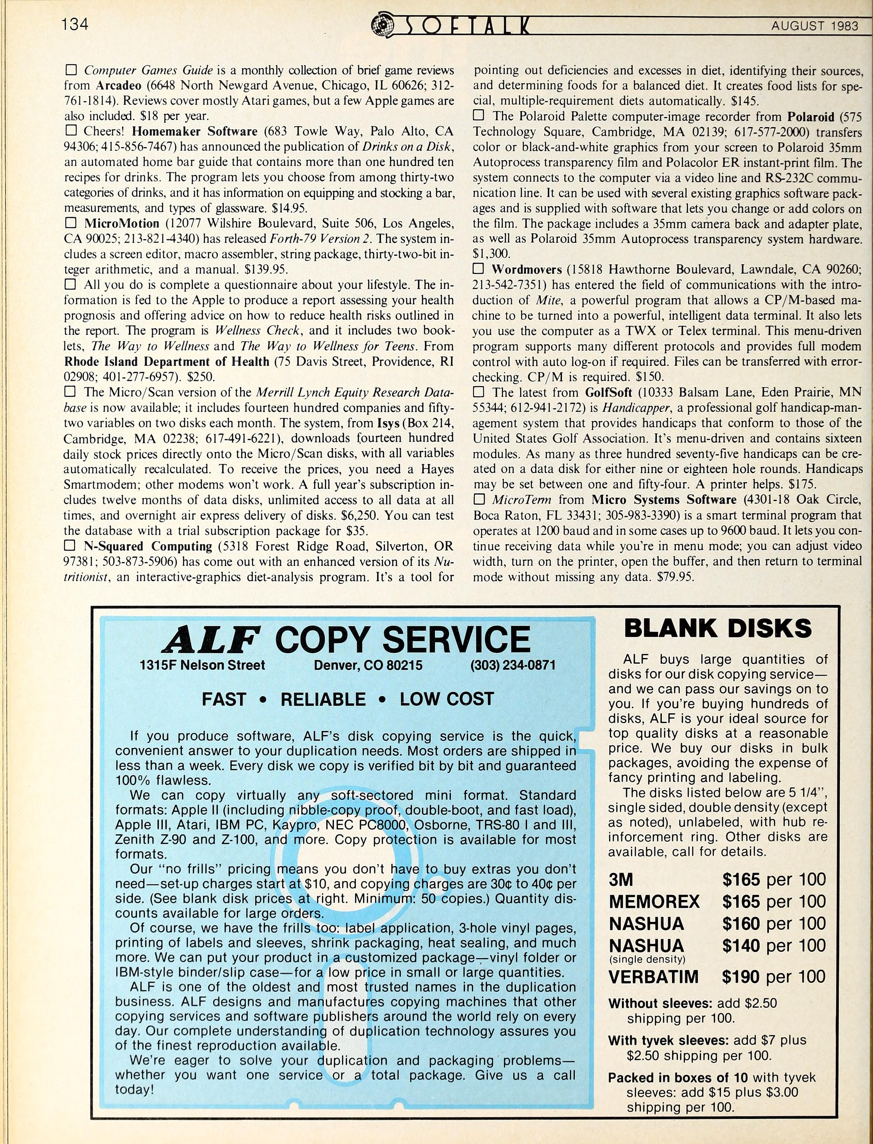 134
SOFTALK
AUGUST 1983
☐ Computer Games Guide is a monthly collection of brief game reviews
from Arcadeo (6648 North Newgard Avenue, Chicago, IL 60626; 312-
761-1814). Reviews cover mostly Atari games, but a few Apple games are
also included. $18 per year.
☐ Cheers! Homemaker Software (683 Towle Way, Palo Alto, CA
94306; 415-856-7467) has announced the publication of Drinks on a Disk,
an automated home bar guide that contains more than one hundred ten
recipes for drinks. The program lets you choose from among thirty-two
categories of drinks, and it has information on equipping and stocking a bar,
measurements, and types of glassware. $14.95.
☐ MicroMotion (12077 Wilshire Boulevard, Suite 506, Los Angeles,
CA 90025; 213-821-4340) has released Forth-79 Version 2. The system in-
cludes a screen editor, macro assembler, string package, thirty-two-bit in-
teger arithmetic, and a manual. $139.95.
☐ All you do is complete a questionnaire about your lifestyle. The in-
formation is fed to the Apple to produce a report assessing your health
prognosis and offering advice on how to reduce health risks outlined in
the report. The program is Wellness Check, and it includes two book-
lets, The Way to Wellness and The Way to Wellness for Teens. From
Rhode Island Department of Health (75 Davis Street, Providence, RI
02908; 401-277-6957). $250.
☐ The Micro/Scan version of the Merrill Lynch Equity Research Data-
base is now available; it includes fourteen hundred companies and fifty-
two variables on two disks each month. The system, from Isys (Box 214,
Cambridge, MA 02238; 617-491-6221), downloads fourteen hundred
daily stock prices directly onto the Micro/Scan disks, with all variables
automatically recalculated. To receive the prices, you need a Hayes
Smartmodem; other modems won't work. A full year's subscription in-
cludes twelve months of data disks, unlimited access to all data at all
times, and overnight air express delivery of disks. $6,250. You can test
the database with a trial subscription package for $35.
☐ N-Squared Computing (5318 Forest Ridge Road, Silverton, OR
97381; 503-873-5906) has come out with an enhanced version of its Nu-
tritionist, an interactive-graphics diet-analysis program. It's a tool for
pointing out deficiencies and excesses in diet, identifying their sources,
and determining foods for a balanced diet. It creates food lists for spe-
cial, multiple-requirement diets automatically. $145.
☐ The Polaroid Palette computer-image recorder from Polaroid (575
Technology Square, Cambridge, MA 02139; 617-577-2000) transfers
color or black-and-white graphics from your screen to Polaroid 35mm
Autoprocess transparency film and Polacolor ER instant-print film. The
system connects to the computer via a video line and RS-232C commu-
nication line. It can be used with several existing graphics software pack-
ages and is supplied with software that lets you change or add colors on
the film. The package includes a 35mm camera back and adapter plate,
as well as Polaroid 35mm Autoprocess transparency system hardware.
$1,300.
☐ Wordmovers (15818 Hawthorne Boulevard, Lawndale, CA 90260;
213-542-7351) has entered the field of communications with the intro-
duction of Mite, a powerful program that allows a CP/M-based ma-
chine to be turned into a powerful, intelligent data terminal. It also lets
you use the computer as a TWX or Telex terminal. This menu-driven
program supports many different protocols and provides full modem
control with auto log-on if required. Files can be transferred with error-
checking. CP/M is required. $150.
☐ The latest from GolfSoft (10333 Balsam Lane, Eden Prairie, MN
55344; 612-941-2172) is Handicapper, a professional golf handicap-man-
agement system that provides handicaps that conform to those of the
United States Golf Association. It's menu-driven and contains sixteen
modules. As many as three hundred seventy-five handicaps can be cre-
ated on a data disk for either nine or eighteen hole rounds. Handicaps
may be set between one and fifty-four. A printer helps. $175.
☐ MicroTerm from Micro Systems Software (4301-18 Oak Circle,
Boca Raton, FL 33431; 305-983-3390) is a smart terminal program that
operates at 1200 baud and in some cases up to 9600 baud. It lets you con-
tinue receiving data while you're in menu mode; you can adjust video
width, turn on the printer, open the buffer, and then return to terminal
mode without missing any data. $79.95.
ALF COPY SERVICE
1315F Nelson Street Denver, CO 80215 (303) 234-0871
FAST • RELIABLE • LOW COST
If you produce software, ALF's disk copying service is the quick,
convenient answer to your duplication needs. Most orders are shipped in
less than a week. Every disk we copy is verified bit by bit and guaranteed
100% flawless.
We can copy virtually any soft-sectored mini format. Standard
formats: Apple II (including nibble-copy proof, double-boot, and fast load),
Apple III, Atari, IBM PC, Kaypro, NEC PC8000, Osborne, TRS-80 I and III,
Zenith Z-90 and Z-100, and more. Copy protection is available for most
formats.
Our "no frills" pricing means you don't have to buy extras you don't
need—set-up charges start at $10, and copying charges are 30¢ to 40¢ per
side. (See blank disk prices at right. Minimum: 50 copies.) Quantity dis-
counts available for large orders.
Of course, we have the frills too: label application, 3-hole vinyl pages,
printing of labels and sleeves, shrink packaging, heat sealing, and much
more. We can put your product in a customized package—vinyl folder or
IBM-style binder/slip case—for a low price in small or large quantities.
ALF is one of the oldest and most trusted names in the duplication
business. ALF designs and manufactures copying machines that other
copying services and software publishers around the world rely on every
day. Our complete understanding of duplication technology assures you
of the finest reproduction available.
We're eager to solve your duplication and packaging problems—
whether you want one service or a total package. Give us a call
today!
BLANK DISKS
ALF buys large quantities of
disks for our disk copying service—
and we can pass our savings on to
you. If you're buying hundreds of
disks, ALF is your ideal source for
top quality disks at a reasonable
price. We buy our disks in bulk
packages, avoiding the expense of
fancy printing and labeling.
The disks listed below are 5 1/4",
single sided, double density (except
as noted), unlabeled, with hub re-
inforcement ring. Other disks are
available, call for details.
3M $165 per 100
MEMOREX $165 per 100
NASHUA $160 per 100
NASHUA $140 per 100
(single density)
VERBATIM $190 per 100
Without sleeves: add $2.50
shipping per 100.
With tyvek sleeves: add $7 plus
$2.50 shipping per 100.
Packed in boxes of 10 with tyvek
sleeves: add $15 plus $3.00
shipping per 100.